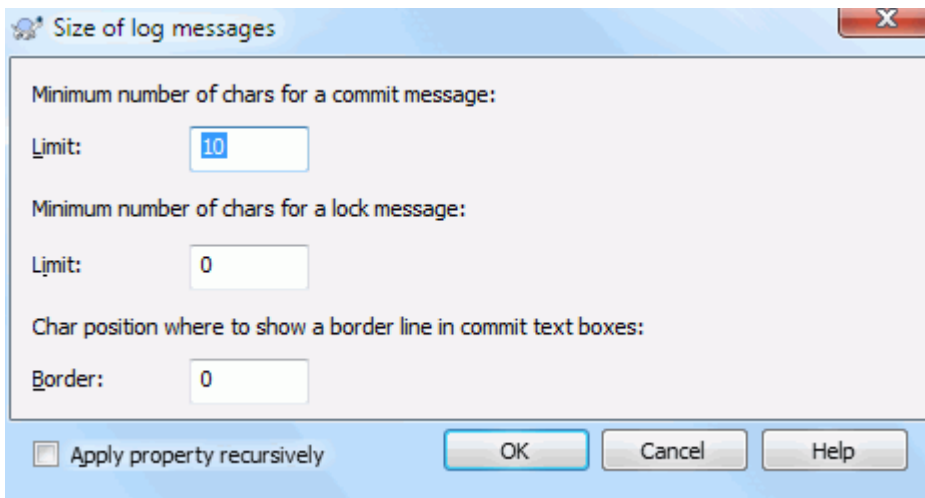 Size of log messages
Minimum number of chars for a commit message:
Limit: 10
Minimum number of chars for a lock message:
Limit: 0
Char position where to show a border line in commit text boxes:
Border: 0
Apply property recursively OK Cancel Help